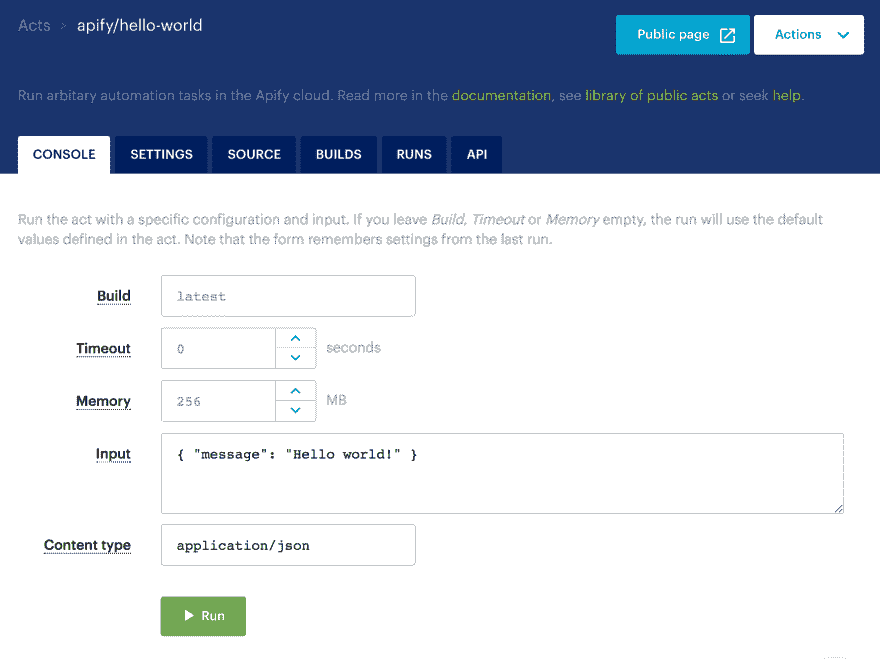 Acts > apify/hello-world
Public page
Actions
Run arbitary automation tasks in the Apify cloud. Read more in the documentation, see library of public acts or seek help.
CONSOLE SETTINGS SOURCE BUILDS RUNS API
Run the act with a specific configuration and input. If you leave Build, Timeout or Memory empty, the run will use the default
values defined in the act. Note that the form remembers settings from the last run.
Build latest
Timeout 0 seconds
Memory 256 MB
Input { "message": "Hello world!" }
Content type application/json
Run